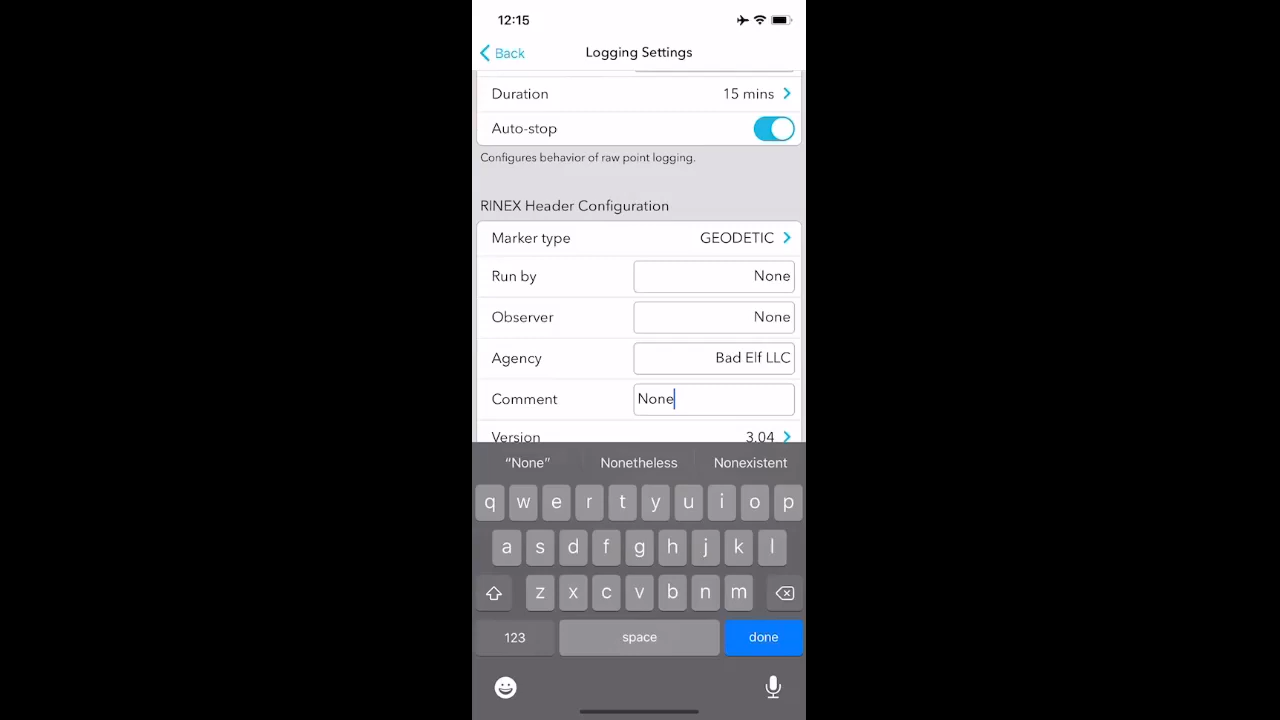 12:15
Back Logging Settings
Duration 15 mins
Auto-stop
Configures behavior of raw point logging.
RINEX Header Configuration
Marker type GEODETIC
Run by None
Observer None
Agency Bad Elf LLC
Comment None
Version 3.04
“None” Nonetheless Nonexistent
q w e r t y u i o p
a s d f g h j k l
z x c v b n m
123 space done